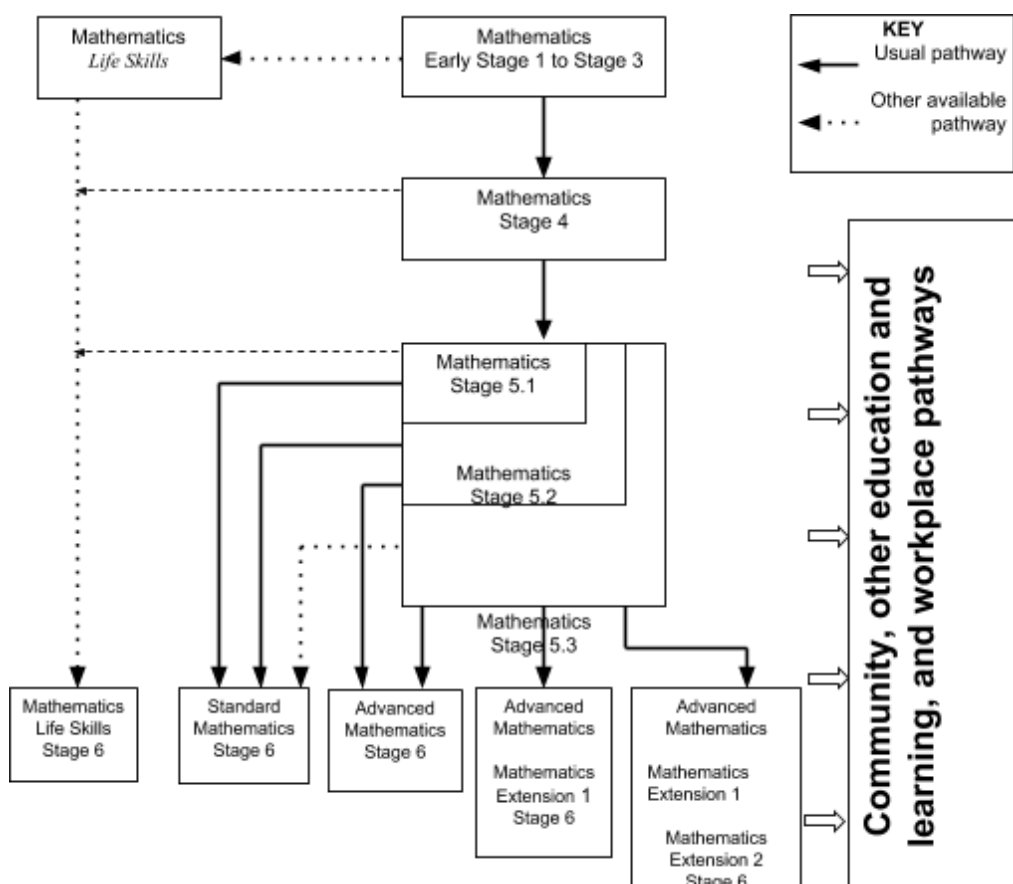 Mathematics
Life Skills
Mathematics
Early Stage 1 to Stage 3
KEY
Usual pathway
Other available
pathway
Mathematics
Stage 4
Mathematics
Stage 5.1
Mathematics
Stage 5.2
Mathematics
Stage 5.3
Community, other education and
learning, and workplace pathways
Mathematics
Life Skills
Stage 6
Standard
Mathematics
Stage 6
Advanced
Mathematics
Stage 6
Advanced
Mathematics
Mathematics
Extension 1
Stage 6
Advanced
Mathematics
Mathematics
Extension 1
Mathematics
Extension 2
Stage 6